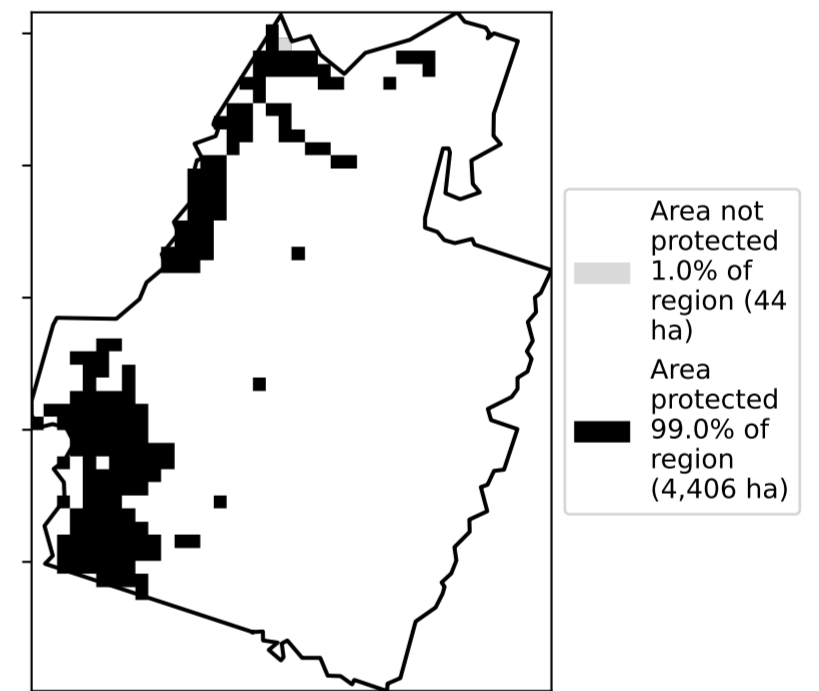 Area not
protected
1.0% of
region (44
ha)
Area
protected
99.0% of
region
(4,406 ha)